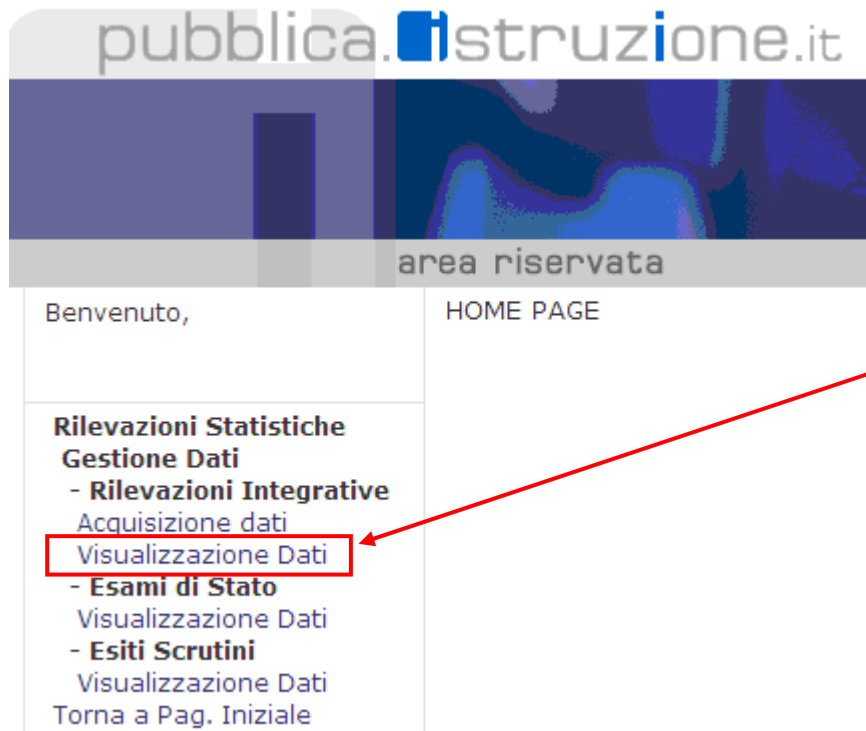 pubblica.istruzione.it
area riservata
Benvenuto,
HOME PAGE
Rilevazioni Statistiche
Gestione Dati
- Rilevazioni Integrative
Acquisizione dati
Visualizzazione Dati
- Esami di Stato
Visualizzazione Dati
- Esiti Scrutini
Visualizzazione Dati
Torna a Pag. Iniziale